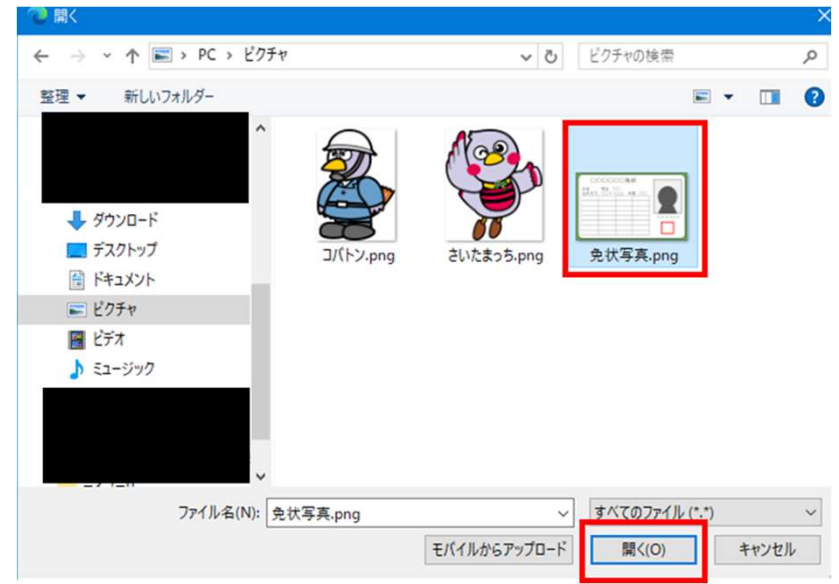 開く
PC › ピクチャ
ピクチャの検索
整理
新しいフォルダー
ダウンロード
デスクトップ
ドキュメント
ピクチャ
ビデオ
ミュージック
コバトン.png
さいたまっち.png
免状写真.png
ファイル名(N):
免状写真.png
すべてのファイル (*.*)
モバイルからアップロード
開く(O)
キャンセル